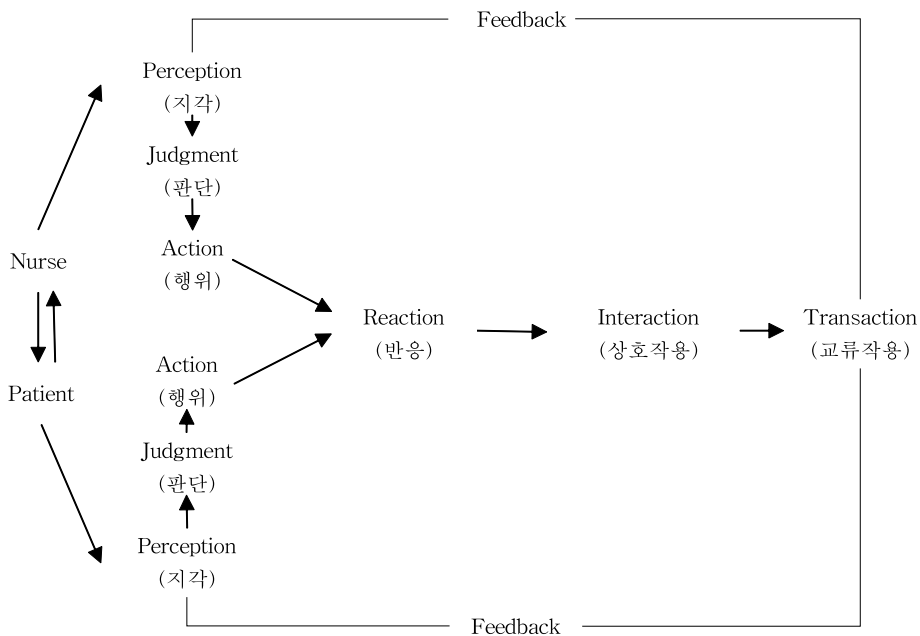 Feedback
Perception
(지각)
Judgment
(판단)
Action
(행위)
Nurse
Reaction
(반응)
Interaction
(상호작용)
Transaction
(교류작용)
Patient
Action
(행위)
Judgment
(판단)
Perception
(지각)
Feedback